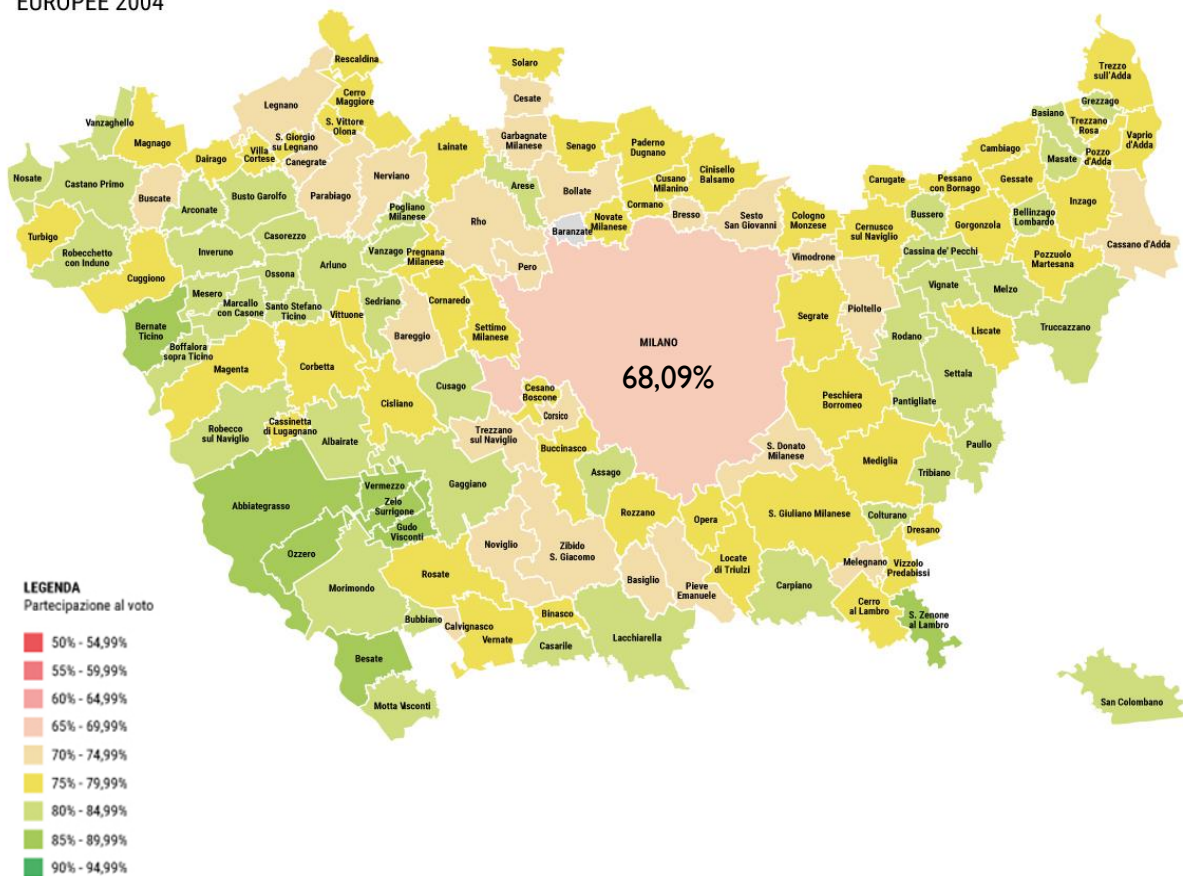 EUROPEE 2004
Rescaldina
Solaro
Trezzo
sull'Adda
Legnano
Cerro
Maggiore
Cesate
Grezzago
Vanzaghello
Magnago
S. Vittore
Olona
S. Giorgio
su Legnano
Villa
Cortese
Dairago
Canegrate
Lainate
Garbagnate
Milanese
Senago
Paderno
Dugnano
Basiano
Trezzano
Rosa
Vaprio
d'Adda
Cambiago
Masate
Pozzo
d'Adda
Nosate
Castano Primo
Buscate
Arconate
Busto Garolfo
Parabiago
Nerviano
Arese
Bollate
Cusano
Milanino
Cinisello
Balsamo
Carugate
Pessano
con Bornago
Gessate
Inzago
Pogliano
Milanese
Rho
Baranzate
Novate
Milanese
Cormano
Bresso
Sesto
San Giovanni
Cologno
Monzese
Cernusco
sul Naviglio
Bussero
Gorgonzola
Bellinzago
Lombardo
Cassano d'Adda
Turbigo
Robecchetto
con Induno
Inveruno
Casorezzo
Vanzago
Pregnana
Milanese
Pero
Vimodrone
Cassina de' Pecchi
Pozzuolo
Martesana
Cuggiono
Mesero
Ossona
Arluno
Sedriano
Cornaredo
Vignate
Melzo
Marcallo
con Casone
Santo Stefano
Ticino
Vittuone
Bareggio
Settimo
Milanese
Segrate
Pioltello
Rodano
Liscate
Truccazzano
Bernate
Ticino
Boffalora
sopra Ticino
Magenta
Corbetta
MILANO
68,09%
Cusago
Cesano
Boscone
Peschiera
Borromeo
Settala
Pantigliate
Robecco
sul Naviglio
Cassinetta
di Lugagnano
Albairate
Cisliano
Corsico
Trezzano
sul Naviglio
Buccinasco
S. Donato
Milanese
Mediglia
Paullo
Tribiano
Abbiategrasso
Vermezzo
Zelo
Surrigone
Gudo
Visconti
Gaggiano
Assago
Rozzano
Opera
S. Giuliano Milanese
Colturano
Dresano
Ozzero
Noviglio
Zibido
S. Giacomo
Locate
di Triulzi
Melegnano
Vizzolo
Predabissi
Morimondo
Rosate
Basiglio
Pieve
Emanuele
Carpiano
Cerro
al Lambro
S. Zenone
al Lambro
Bubbiano
Calvignasco
Binasco
Vernate
Casarile
Lacchiarella
Besate
Motta Visconti
San Colombano
LEGENDA
Partecipazione al voto
50% - 54,99%
55% - 59,99%
60% - 64,99%
65% - 69,99%
70% - 74,99%
75% - 79,99%
80% - 84,99%
85% - 89,99%
90% - 94,99%